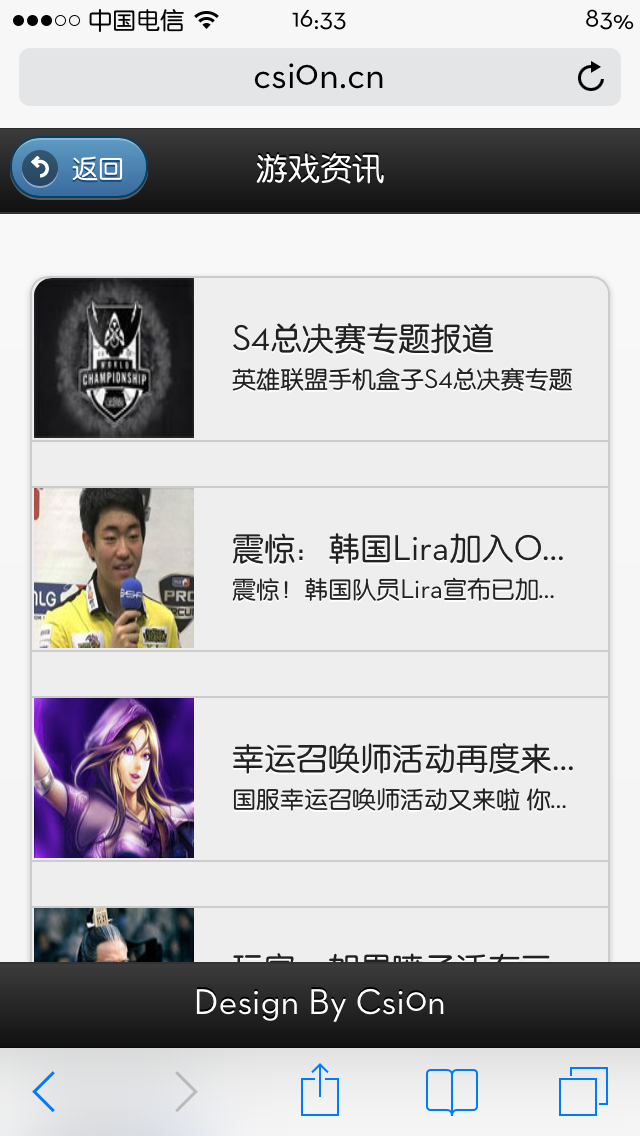 中国电信 16:33 83%
csion.cn
返回 游戏资讯
WORLD
CHAMPIONSHIP
S4总决赛专题报道
英雄联盟手机盒子S4总决赛专题
震惊：韩国Lira加入O...
震惊！韩国队员Lira宣布已加...
MLG
PRO
幸运召唤师活动再度来...
国服幸运召唤师活动又来啦 你...
Design By Csion